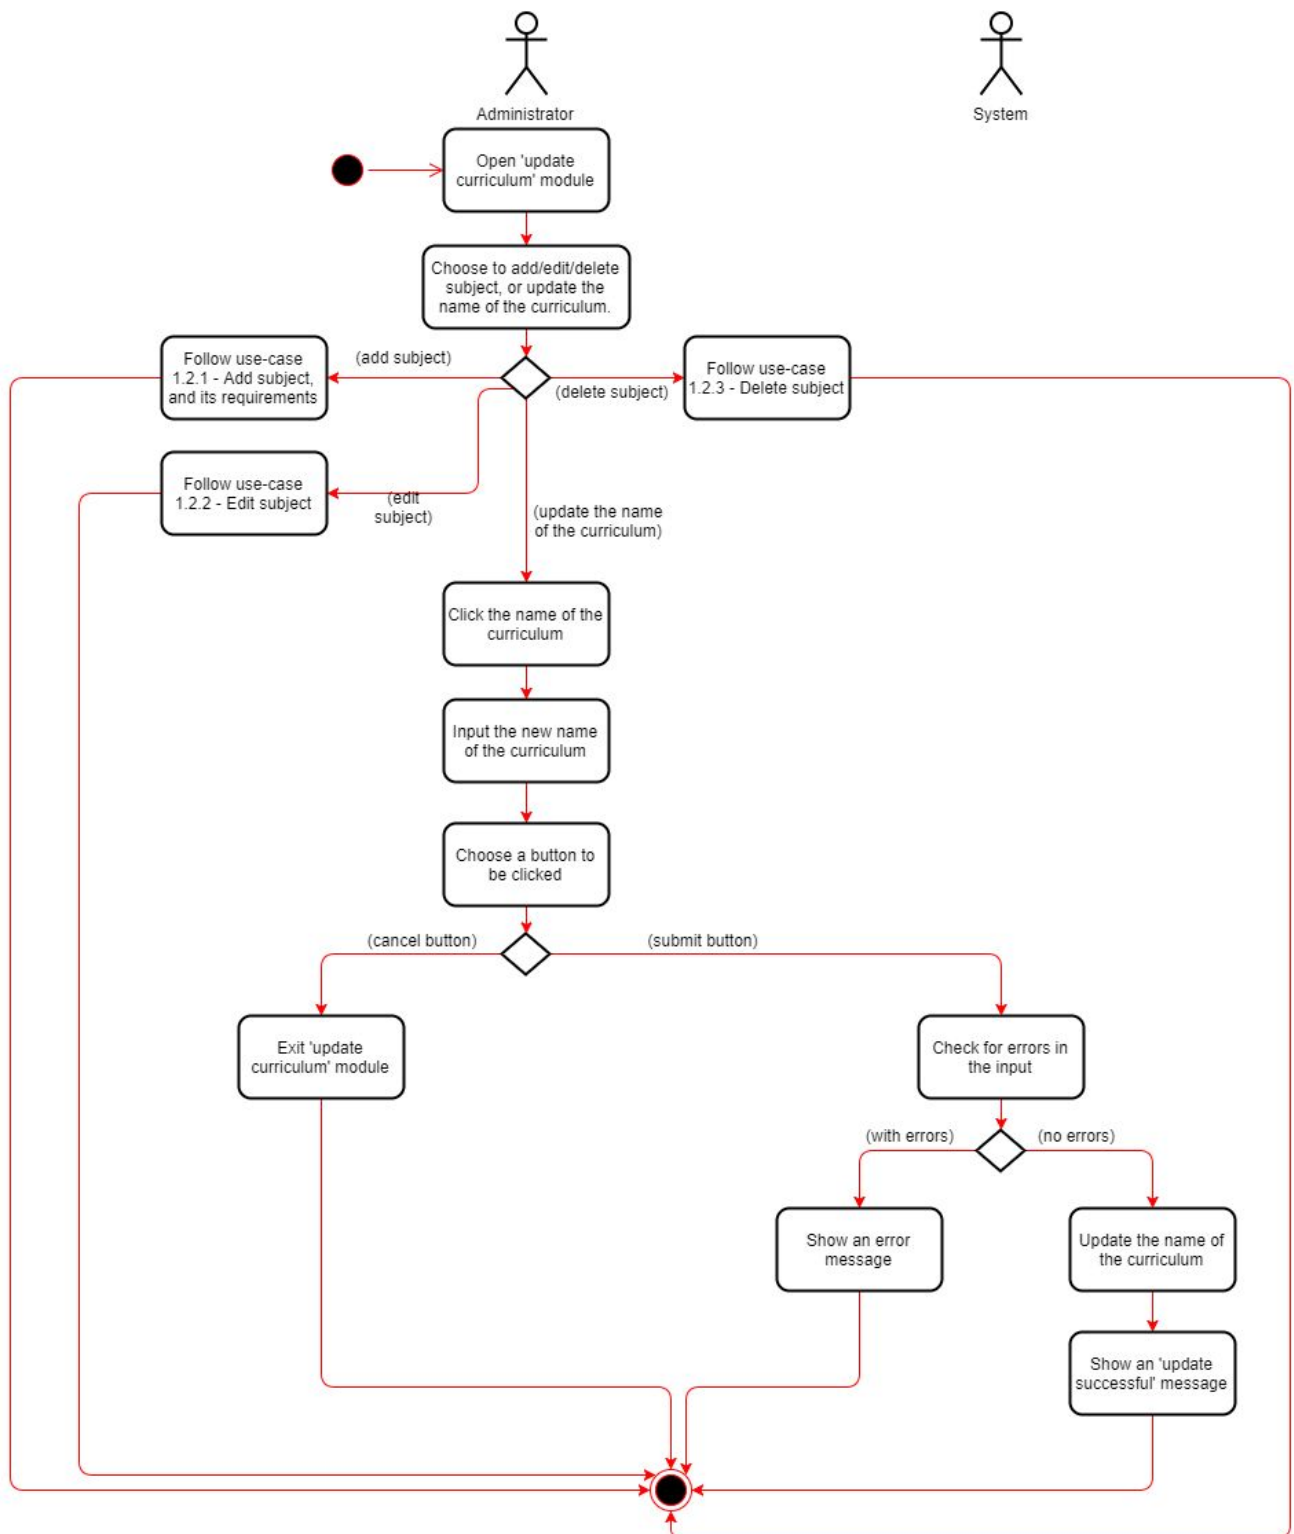 Administrator
System
Open 'update
curriculum' module
Choose to add/edit/delete
subject, or update the
name of the curriculum.
Follow use-case
1.2.1 - Add subject,
and its requirements
(add subject)
(delete subject)
Follow use-case
1.2.3 - Delete subject
Follow use-case
1.2.2 - Edit subject
(edit
subject)
(update the name
of the curriculum)
Click the name of the
curriculum
Input the new name
of the curriculum
Choose a button to
be clicked
(cancel button)
(submit button)
Exit 'update
curriculum' module
Check for errors in
the input
(with errors)
(no errors)
Show an error
message
Update the name of
the curriculum
Show an 'update
successful' message